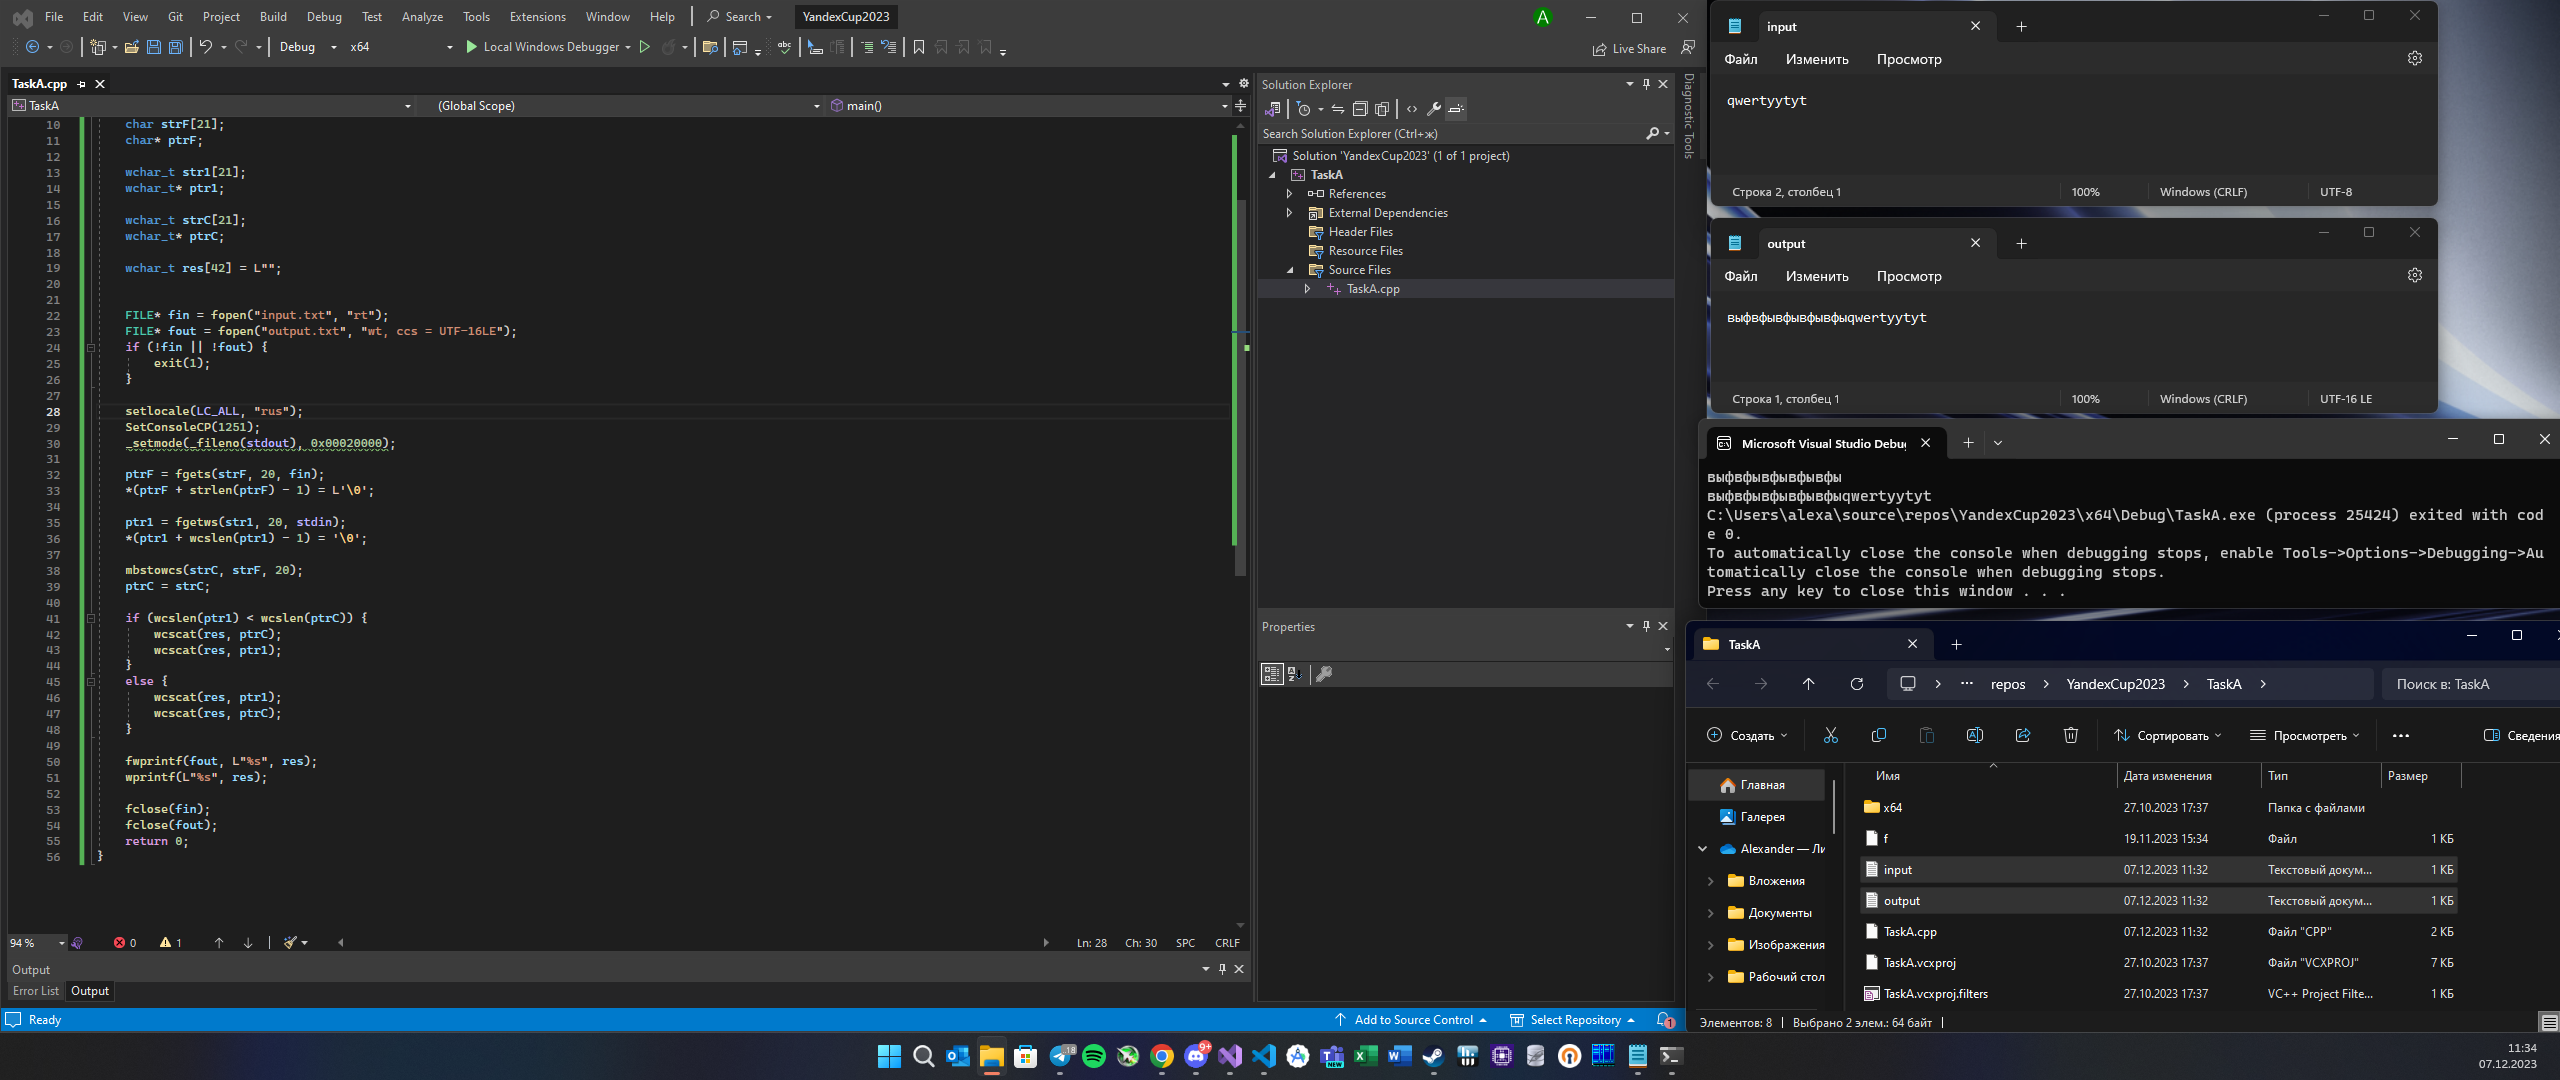 File Edit View Git Project Build Debug Test Analyze Tools Extensions Window Help Search YandexCup2023
Debug x64 Local Windows Debugger Live Share
TaskA.cpp
TaskA (Global Scope) main()
10 char strF[21];
11 char* ptrF;
12
13 wchar_t str1[21];
14 wchar_t* ptr1;
15
16 wchar_t strC[21];
17 wchar_t* ptrC;
18
19 wchar_t res[42] = L"";
20
21
22 FILE* fin = fopen("input.txt", "rt");
23 FILE* fout = fopen("output.txt", "wt, ccs = UTF-16LE");
24 if (!fin || !fout) {
25 exit(1);
26 }
27
28 setlocale(LC_ALL, "rus");
29 SetConsoleCP(1251);
30 _setmode(_fileno(stdout), 0x00020000);
31
32 ptrF = fgets(strF, 20, fin);
33 *(ptrF + strlen(ptrF) - 1) = L'\0';
34
35 ptr1 = fgetws(str1, 20, stdin);
36 *(ptr1 + wcslen(ptr1) - 1) = '\0';
37
38 mbstowcs(strC, strF, 20);
39 ptrC = strC;
40
41 if (wcslen(ptr1) < wcslen(ptrC)) {
42 wcscat(res, ptrC);
43 wcscat(res, ptr1);
44 }
45 else {
46 wcscat(res, ptr1);
47 wcscat(res, ptrC);
48 }
49
50 fwprintf(fout, L"%s", res);
51 wprintf(L"%s", res);
52
53 fclose(fin);
54 fclose(fout);
55 return 0;
56 }
94 % 0 1 Ln: 28 Ch: 30 SPC CRLF
Output
Error List Output
Ready Add to Source Control Select Repository 1
Solution Explorer
Search Solution Explorer (Ctrl+ж)
Solution 'YandexCup2023' (1 of 1 project)
TaskA
References
External Dependencies
Header Files
Resource Files
Source Files
TaskA.cpp
Properties
Diagnostic Tools
input
Файл Изменить Просмотр
qwertyytyt
Строка 2, столбец 1 100% Windows (CRLF) UTF-8
output
Файл Изменить Просмотр
выфвфывфывфывфыqwertyytyt
Строка 1, столбец 1 100% Windows (CRLF) UTF-16 LE
Microsoft Visual Studio Debu
выфвфывфывфывфы
выфвфывфывфывфыqwertyytyt
C:\Users\alexa\source\repos\YandexCup2023\x64\Debug\TaskA.exe (process 25424) exited with cod
e 0.
To automatically close the console when debugging stops, enable Tools->Options->Debugging->Au
tomatically close the console when debugging stops.
Press any key to close this window . . .
TaskA
... repos YandexCup2023 TaskA Поиск в: TaskA
Создать Сортировать Просмотреть Сведения
Имя Дата изменения Тип Размер
Главная
Галерея
Alexander — Ли
Вложения
Документы
Изображения
Рабочий стол
x64 27.10.2023 17:37 Папка с файлами
f 19.11.2023 15:34 Файл 1 КБ
input 07.12.2023 11:32 Текстовый докум... 1 КБ
output 07.12.2023 11:32 Текстовый докум... 1 КБ
TaskA.cpp 07.12.2023 11:32 Файл "CPP" 2 КБ
TaskA.vcxproj 27.10.2023 17:37 Файл "VCXPROJ" 7 КБ
TaskA.vcxproj.filters 27.10.2023 17:37 VC++ Project Filte... 1 КБ
Элементов: 8 Выбрано 2 элем.: 64 байт
11:34
07.12.2023